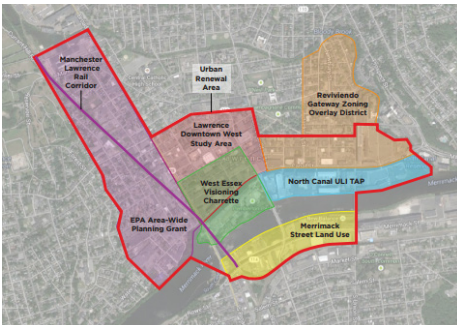 Manchester
Lawrence
Rail
Corridor
Urban
Renewal
Area
Reviviendo
Gateway Zoning
Overlay District
Lawrence
Downtown West
Study Area
West Essex
Visioning
Charrette
North Canal ULI TAP
EPA Area-Wide
Planning Grant
Merrimack
Street Land Use